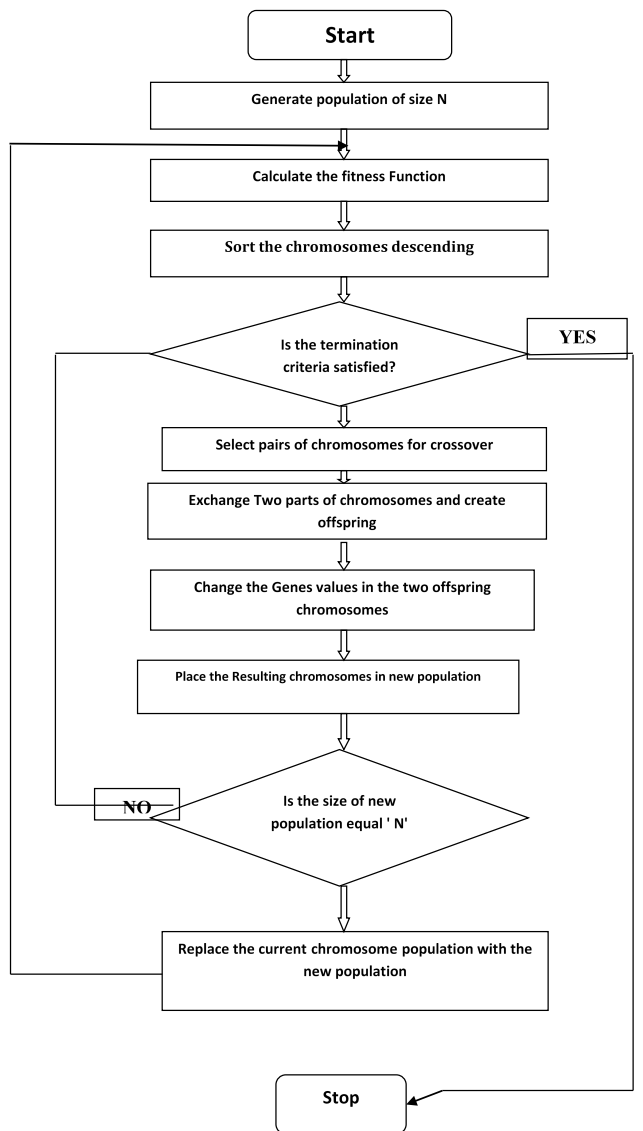 Start
Generate population of size N
Calculate the fitness Function
Sort the chromosomes descending
Is the termination
criteria satisfied?
YES
Select pairs of chromosomes for crossover
Exchange Two parts of chromosomes and create
offspring
Change the Genes values in the two offspring
chromosomes
Place the Resulting chromosomes in new population
Is the size of new
population equal ' N'
NO
Replace the current chromosome population with the
new population
Stop